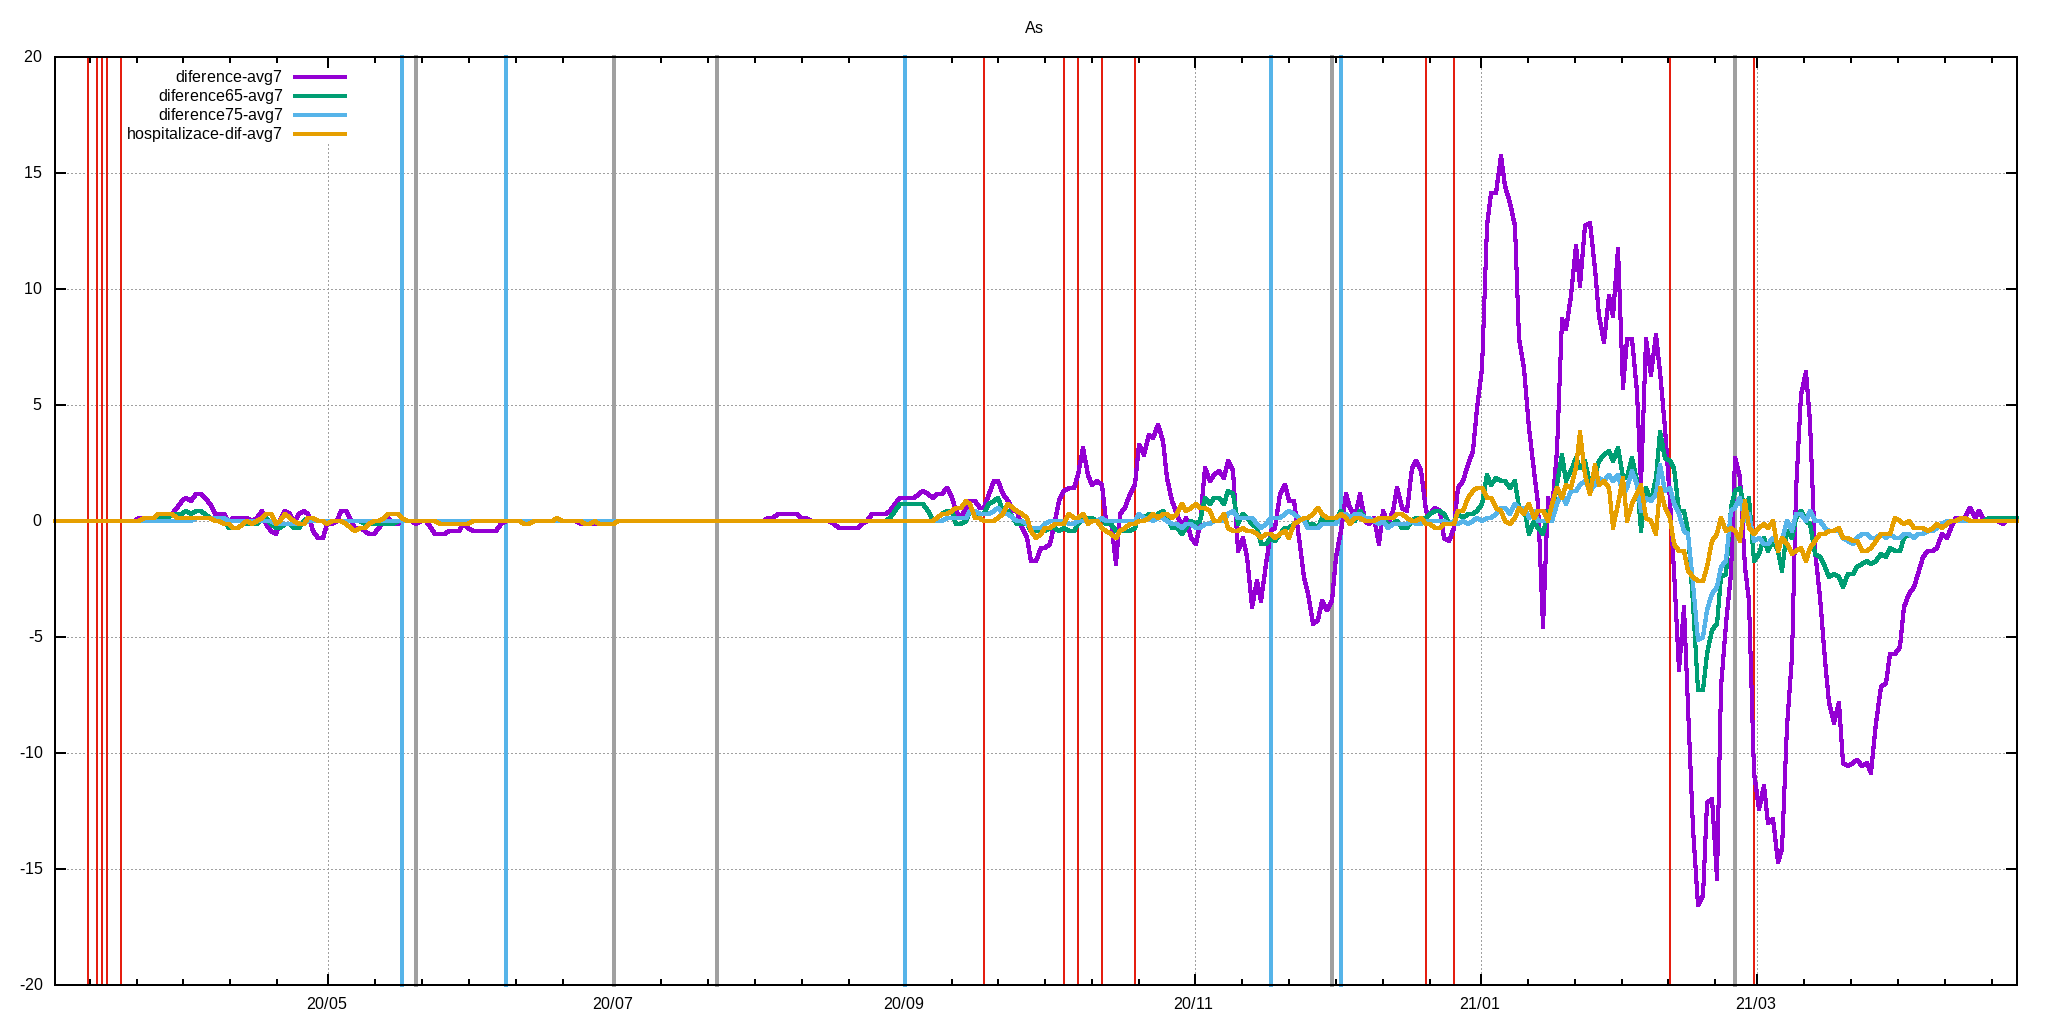 As
20
diference-avg7
diference65-avg7
diference75-avg7
hospitalizace-dif-avg7
15
10
5
0
-5
-10
-15
-20
20/05 20/07 20/09 20/11 21/01 21/03